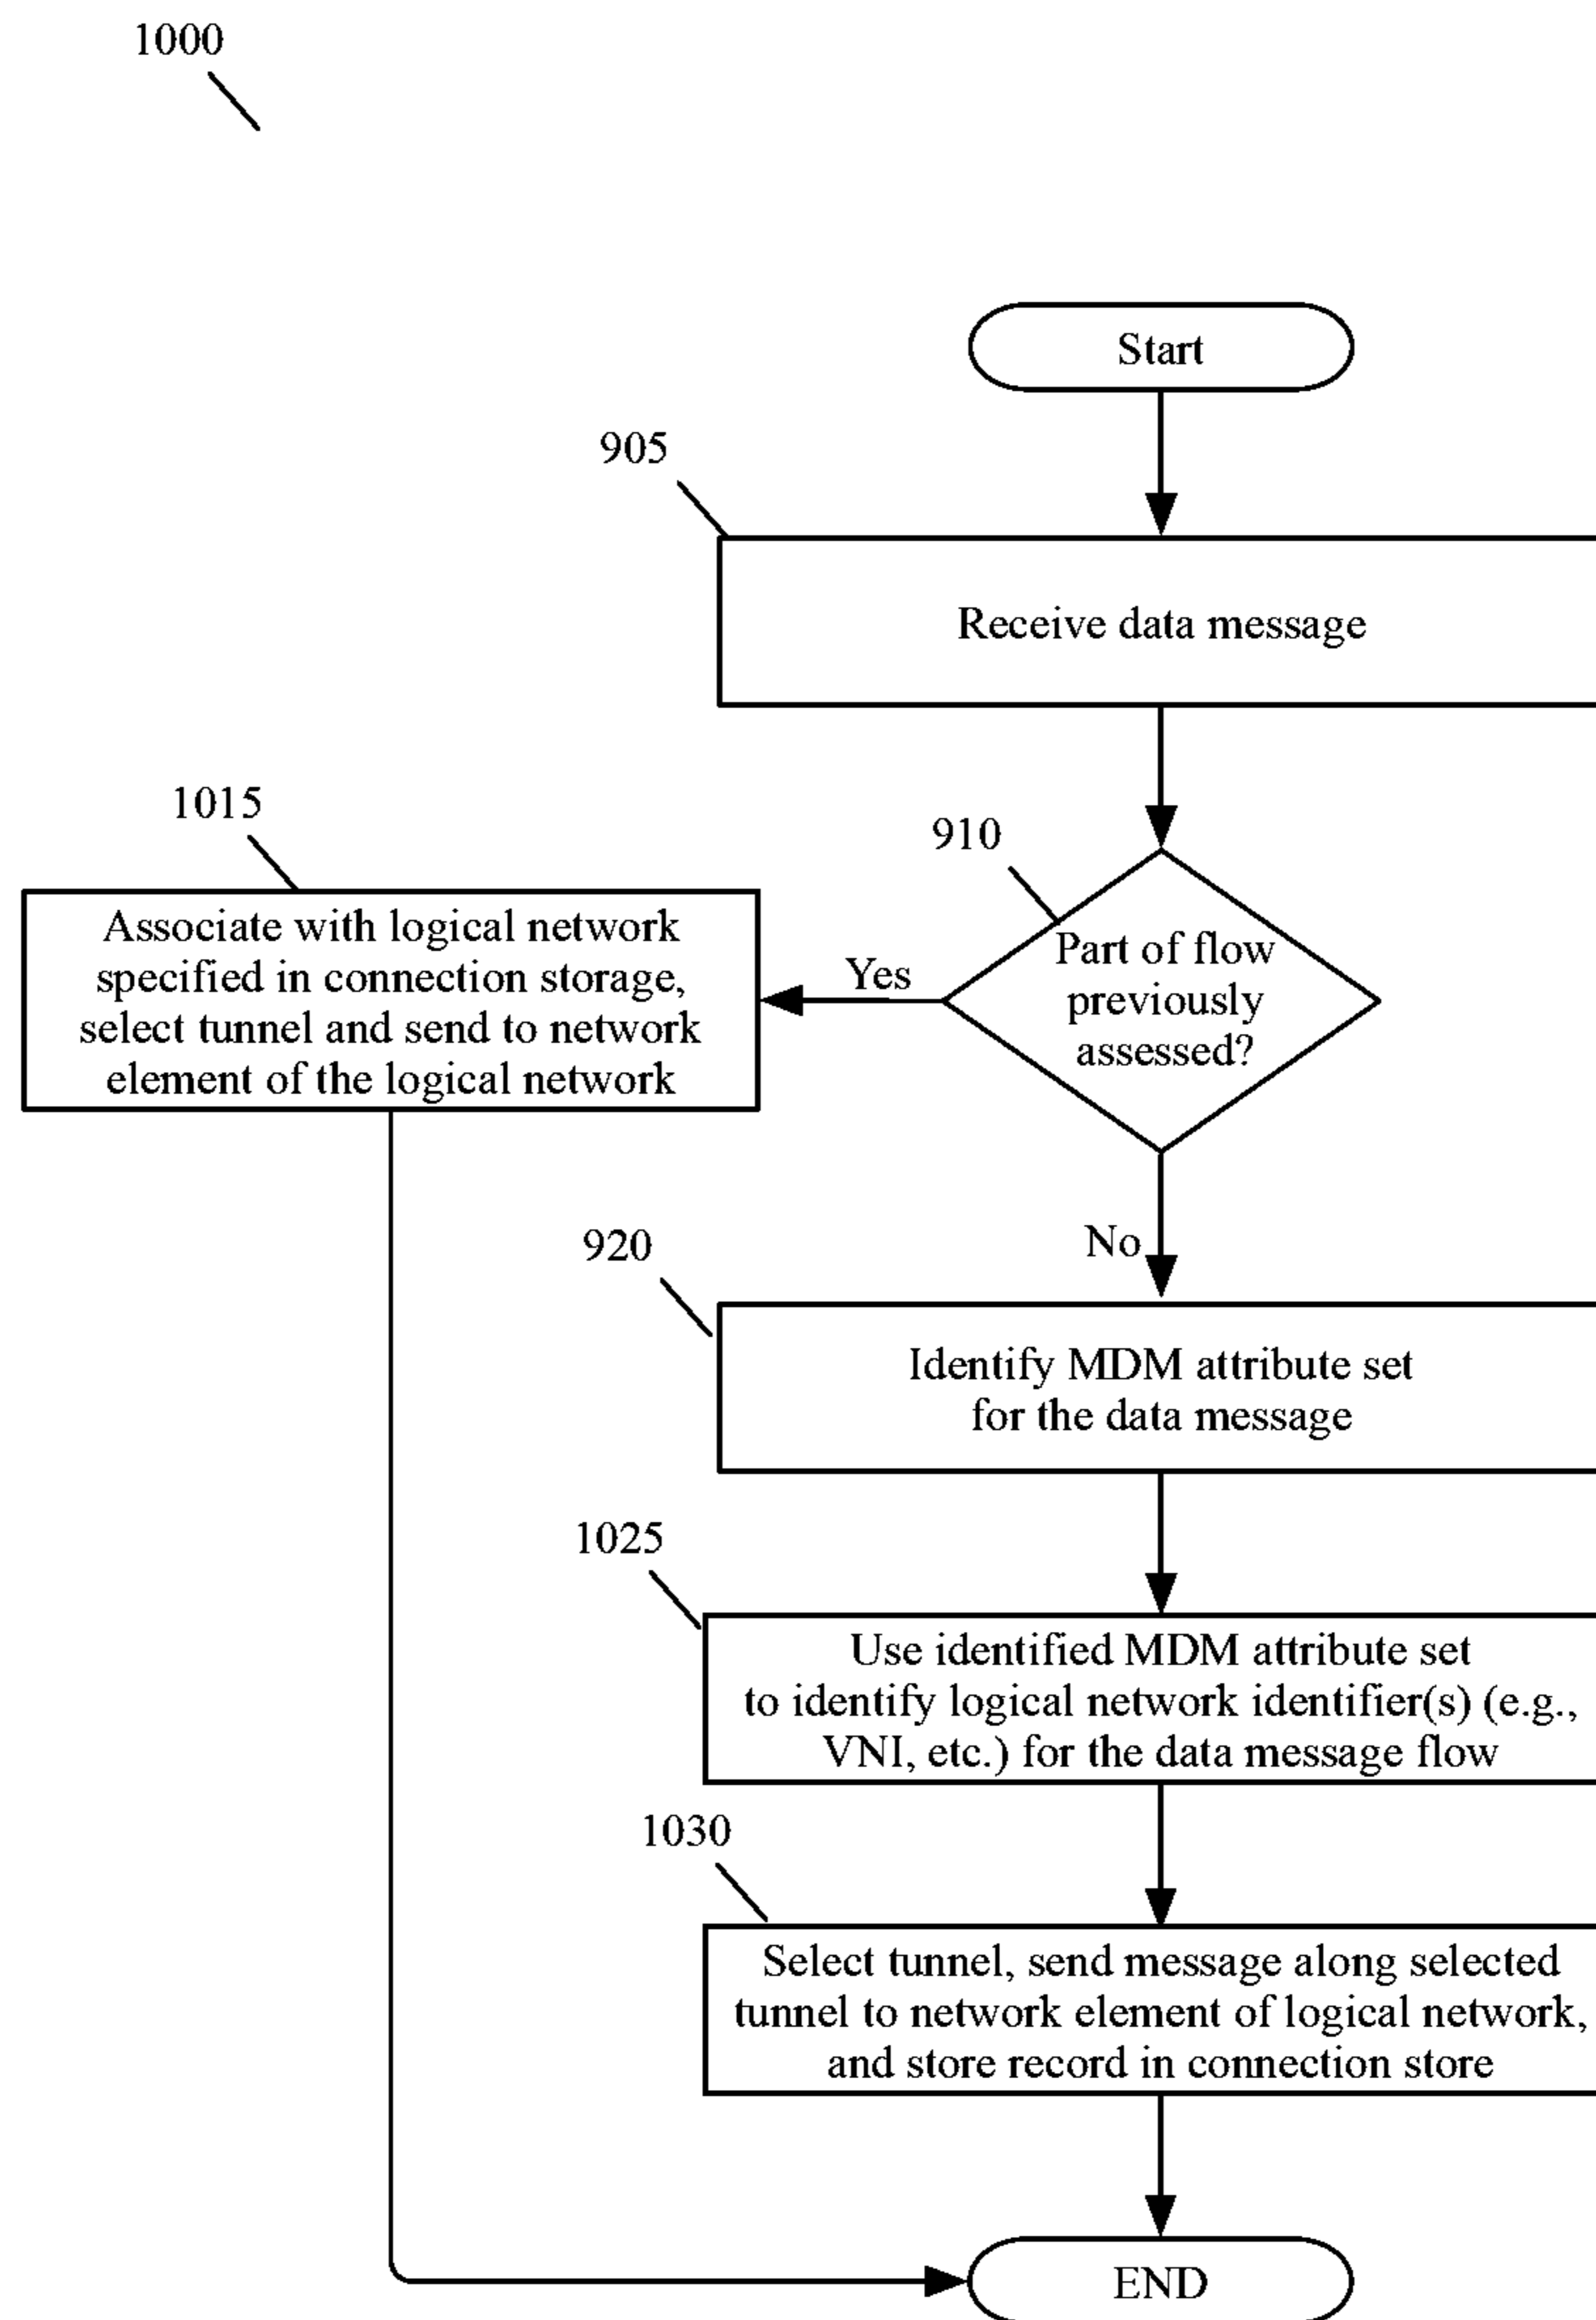 1000
Start
905
Receive data message
1015
910
Associate with logical network
specified in connection storage,
select tunnel and send to network
element of the logical network
Yes
Part of flow
previously
assessed?
No
920
Identify MDM attribute set
for the data message
1025
Use identified MDM attribute set
to identify logical network identifier(s) (e.g.,
VNI, etc.) for the data message flow
1030
Select tunnel, send message along selected
tunnel to network element of logical network,
and store record in connection store
END